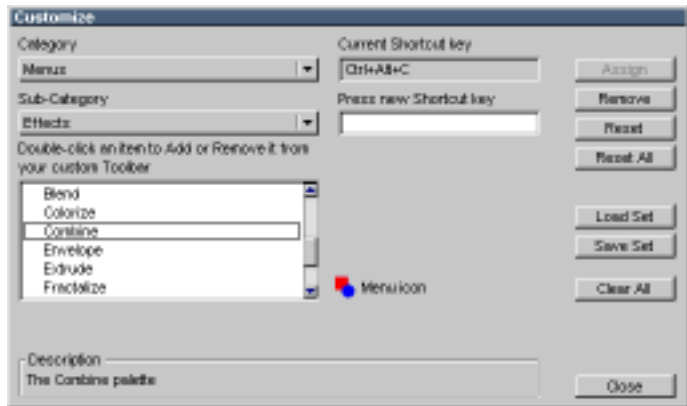 Customize
Category
Menus
Sub-Category
Effects
Double-click an item to Add or Remove it from
your custom Toolbar
Blend
Colorize
Combine
Envelope
Extrude
Fractalize
Current Shortcut key
Ctrl+Alt+C
Press new Shortcut key
Menu icon
Assign
Remove
Reset
Reset All
Load Set
Save Set
Clear All
Description
The Combine palette
Close